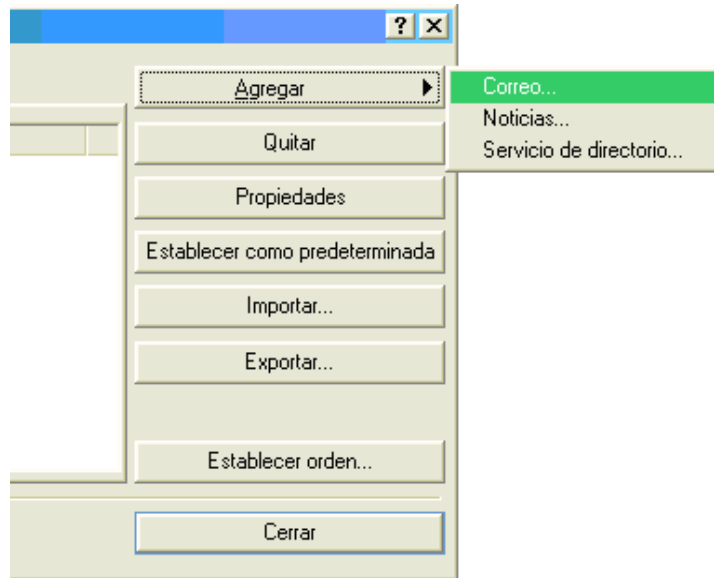 Agregar
Correo...
Noticias...
Servicio de directorio...
Quitar
Propiedades
Establecer como predeterminada
Importar...
Exportar...
Establecer orden...
Cerrar